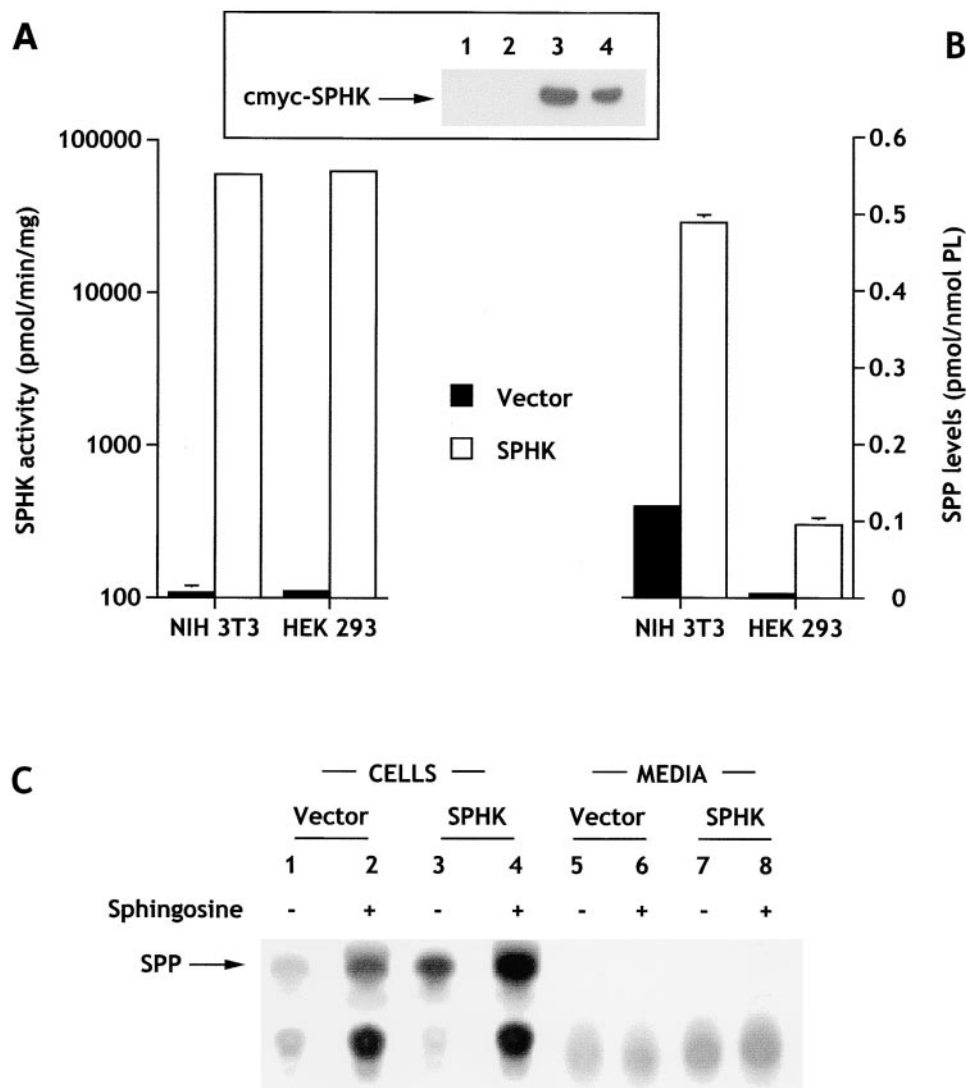 A
B
1 2 3 4
cmyc-SPHK
SPHK activity (pmol/min/mg)
100000
10000
1000
100
NIH 3T3 HEK 293
Vector
SPHK
SPP levels (pmol/nmol PL)
0.6
0.5
0.4
0.3
0.2
0.1
0
NIH 3T3 HEK 293
C
CELLS MEDIA
Vector SPHK Vector SPHK
1 2 3 4 5 6 7 8
Sphingosine - + - + - + - +
SPP